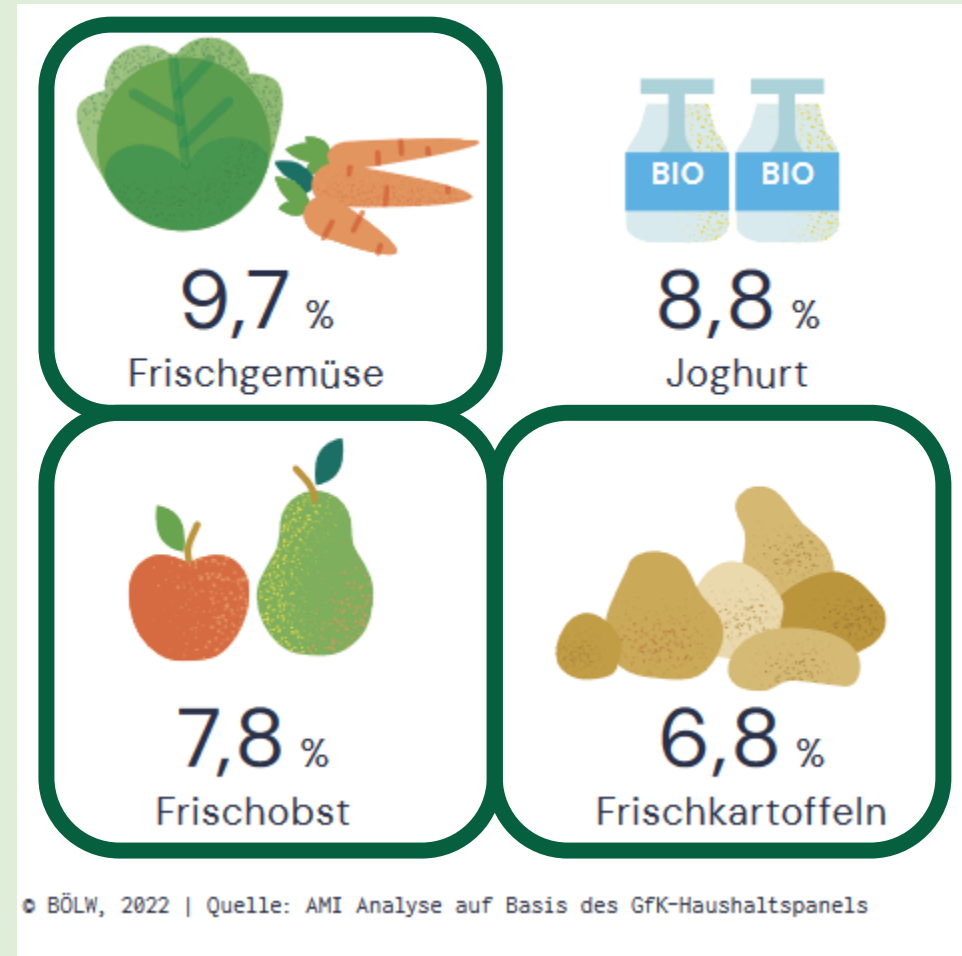 BIO BIO
9,7 %
Frischgemüse
8,8 %
Joghurt
7,8 %
Frischobst
6,8 %
Frischkartoffeln
© BÖLW, 2022 | Quelle: AMI Analyse auf Basis des GfK-Haushaltspanels